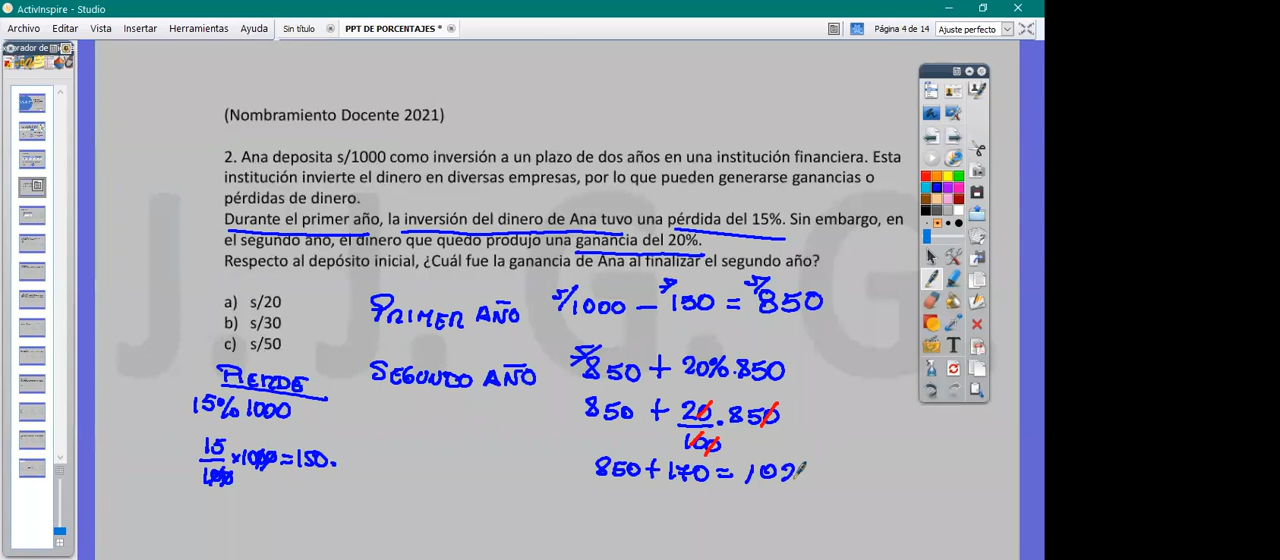 ActivInspire - Studio
Archivo Editar Vista Insertar Herramientas Ayuda Sin título PPT DE PORCENTAJES * Página 4 de 14 Ajuste perfecto
orador de
(Nombramiento Docente 2021)
2. Ana deposita s/1000 como inversión a un plazo de dos años en una institución financiera. Esta
institución invierte el dinero en diversas empresas, por lo que pueden generarse ganancias o
pérdidas de dinero.
Durante el primer año, la inversión del dinero de Ana tuvo una pérdida del 15%. Sin embargo, en
el segundo año, el dinero que quedo produjo una ganancia del 20%.
Respecto al depósito inicial, ¿Cuál fue la ganancia de Ana al finalizar el segundo año?
a) s/20
b) s/30
c) s/50
PRIMER AÑO S/1000 - S/150 = S/850
SEGUNDO AÑO S/850 + 20%.850
PIERDE
15% 1000
850 + 20/100 . 850
15/100 x 1000 = 150.
850 + 170 = 102
J. J. G. G